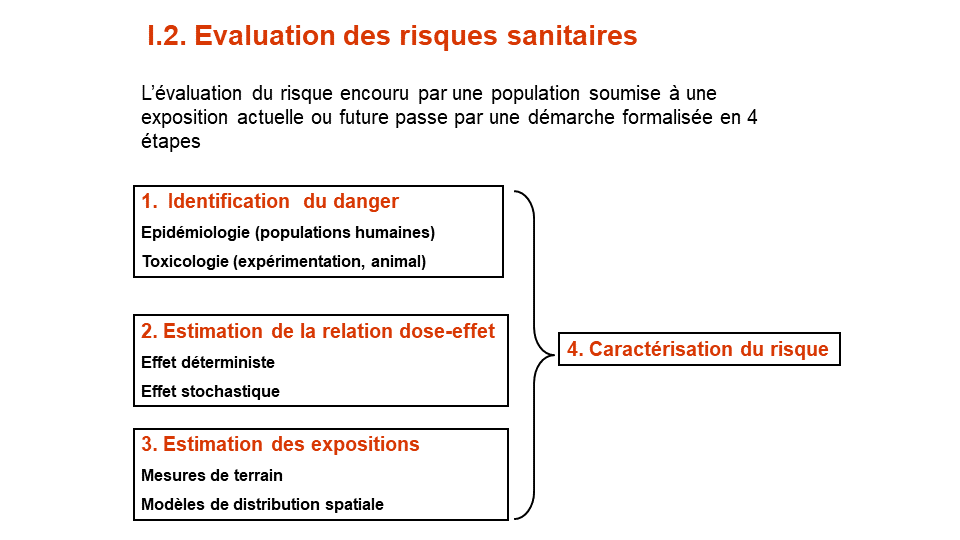 I.2. Evaluation des risques sanitaires
L’évaluation du risque encouru par une population soumise à une
exposition actuelle ou future passe par une démarche formalisée en 4
étapes
1. Identification du danger
Epidémiologie (populations humaines)
Toxicologie (expérimentation, animal)
2. Estimation de la relation dose-effet
Effet déterministe
Effet stochastique
3. Estimation des expositions
Mesures de terrain
Modèles de distribution spatiale
4. Caractérisation du risque